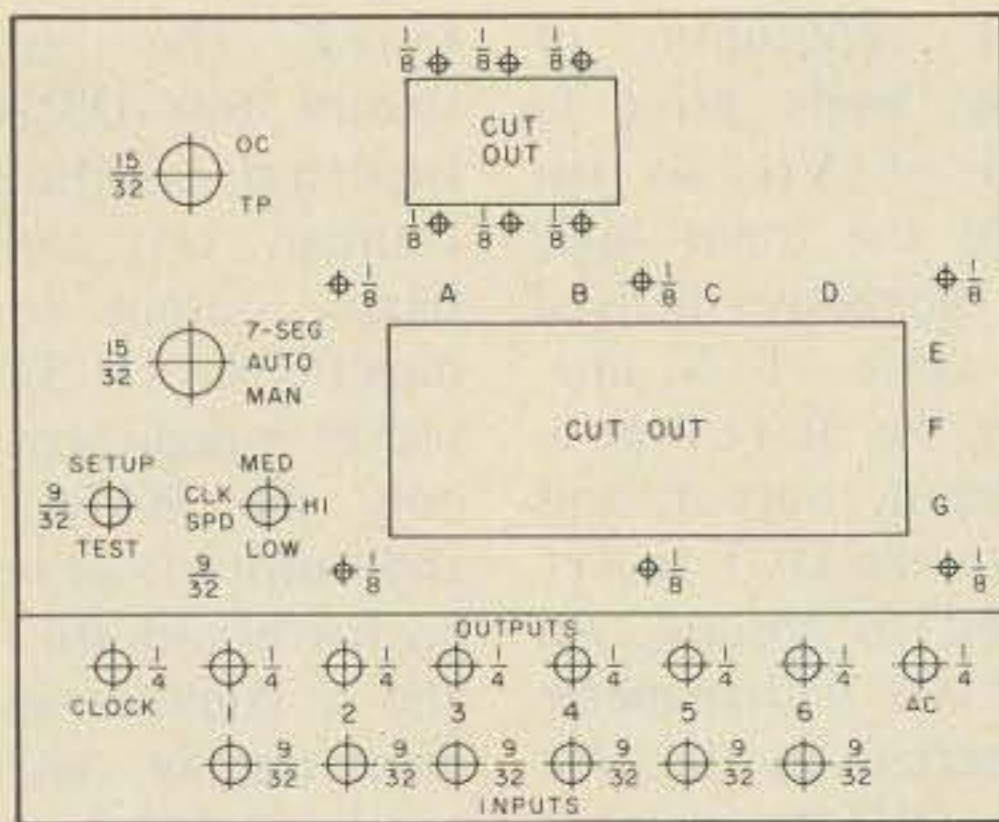 1/8 1/8 1/8
CUT
OUT
15/32 OC
TP
1/8 1/8 1/8
1/8 A B 1/8 C D 1/8
7-SEG
15/32 AUTO
MAN
E
CUT OUT F
G
SETUP MED
9/32 CLK HI
SPD
TEST LOW
9/32 1/8 1/8 1/8
OUTPUTS
1/4 1/4 1/4 1/4 1/4 1/4 1/4 1/4
CLOCK 1 2 3 4 5 6 AC
9/32 9/32 9/32 9/32 9/32 9/32
INPUTS